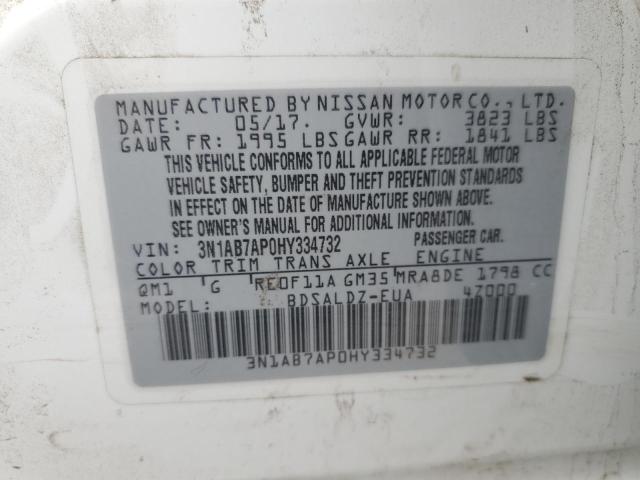 MANUFACTURED BY NISSAN MOTOR CO., LTD.
DATE: 05/17. GVWR: 3823 LBS
GAWR FR: 1995 LBS GAWR RR: 1841 LBS
THIS VEHICLE CONFORMS TO ALL APPLICABLE FEDERAL MOTOR
VEHICLE SAFETY, BUMPER AND THEFT PREVENTION STANDARDS
IN EFFECT ON THE DATE OF MANUFACTURE SHOWN ABOVE.
SEE OWNER'S MANUAL FOR ADDITIONAL INFORMATION.
VIN: 3N1AB7AP0HY334732 PASSENGER CAR.
COLOR TRIM TRANS AXLE ENGINE
QM1 G RE0F11A GM35 MRA8DE 1798 CC
MODEL: BDSALDZ-EUA 4Z000
3N1AB7AP0HY334732